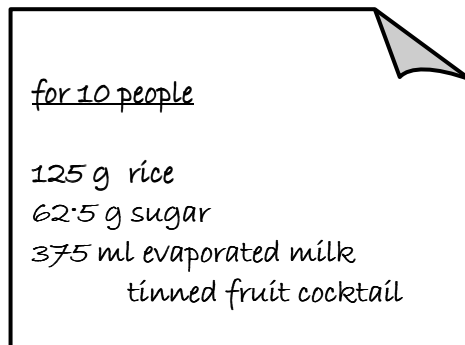 for 10 people
125 g rice
62·5 g sugar
375 ml evaporated milk
tinned fruit cocktail